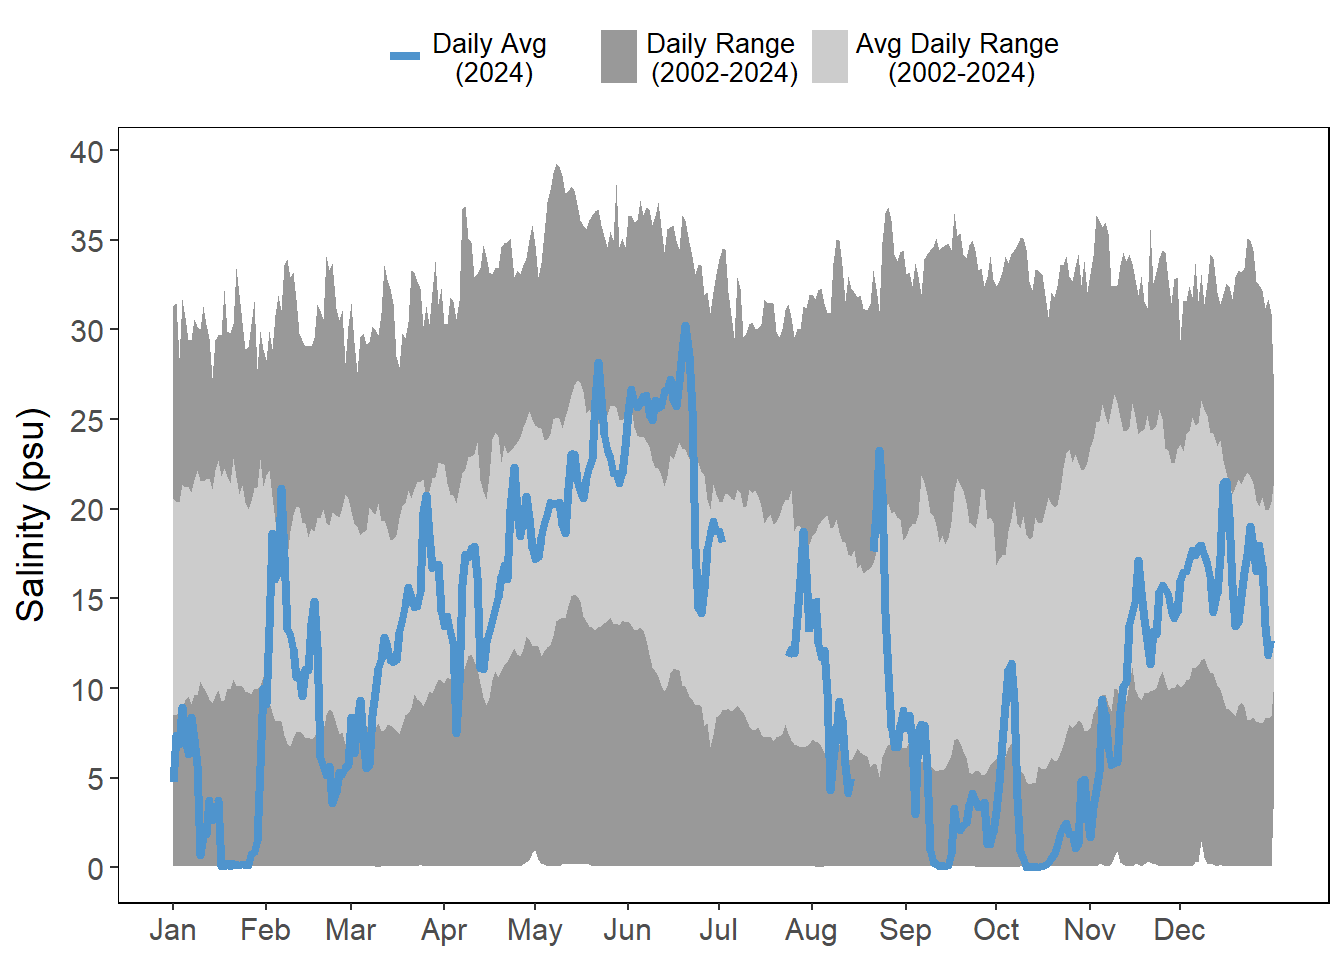 Daily Avg
(2024)
Daily Range
(2002-2024)
Avg Daily Range
(2002-2024)
Salinity (psu)
40
35
30
25
20
15
10
5
0
Jan Feb Mar Apr May Jun Jul Aug Sep Oct Nov Dec